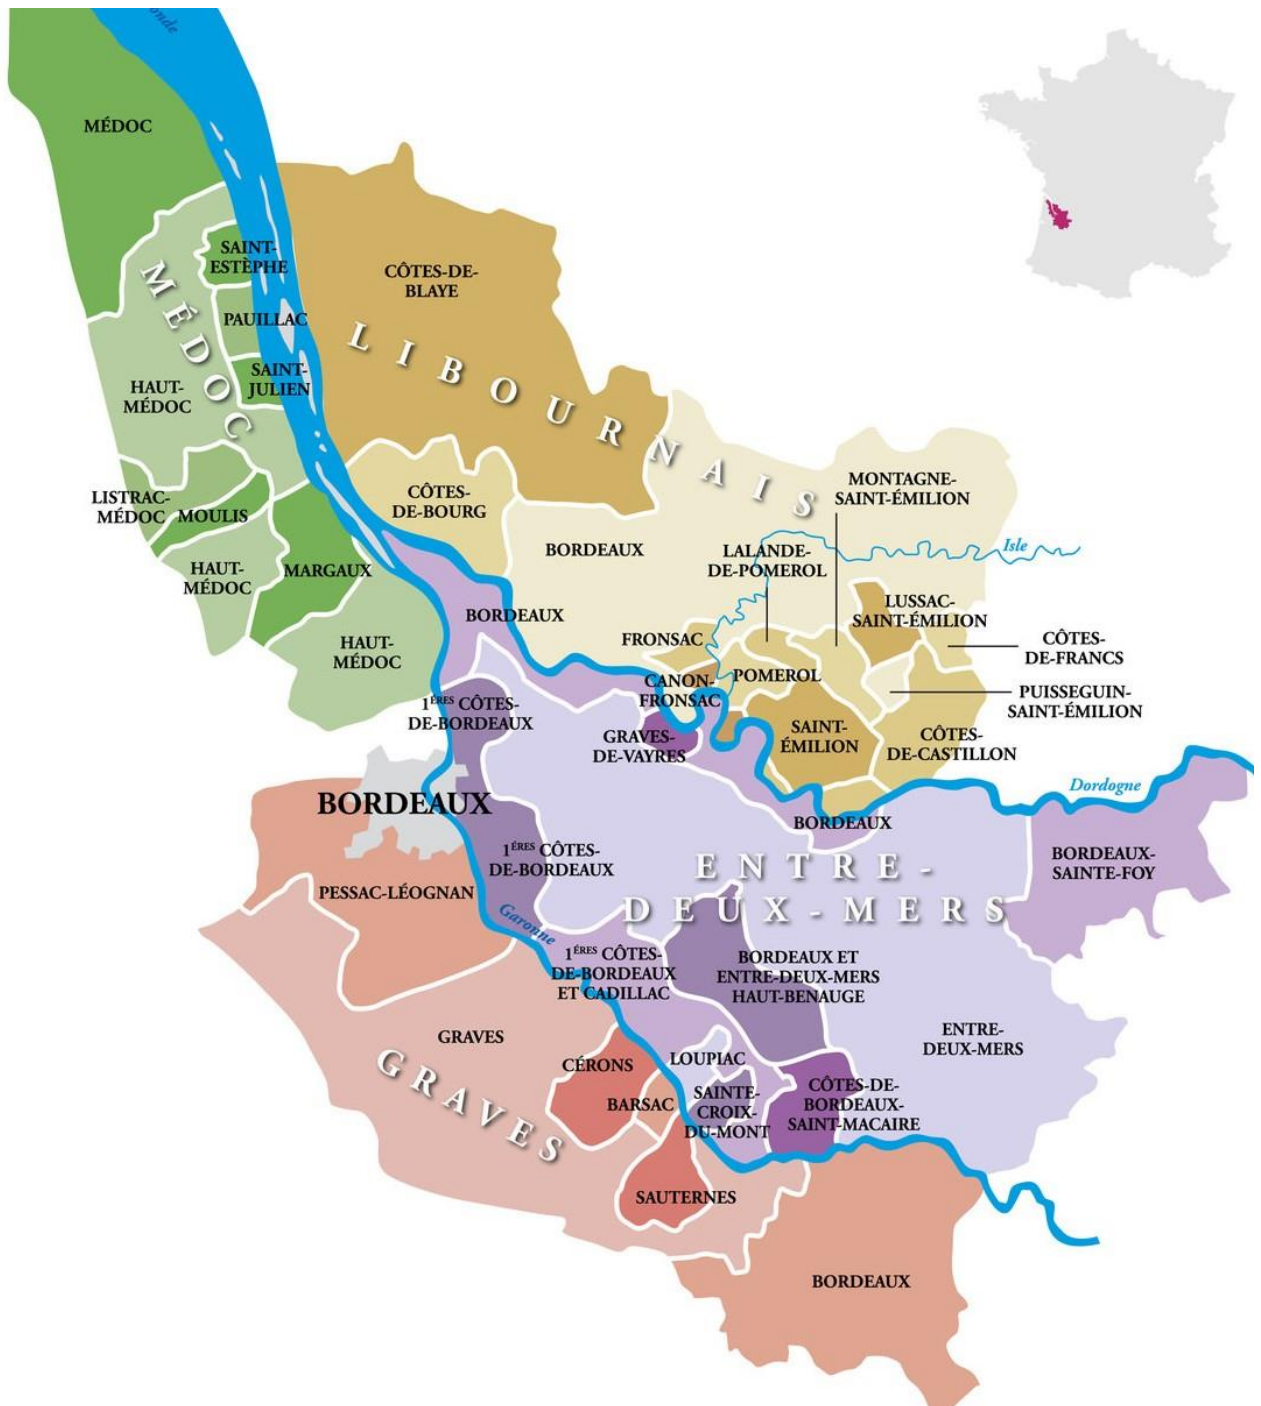 onde
MÉDOC
SAINT-
ESTÈPHE
PAUILLAC
SAINT-
JULIEN
MÉDOC
HAUT-
MÉDOC
LISTRAC-
MÉDOC
MOULIS
HAUT-
MÉDOC
MARGAUX
HAUT-
MÉDOC
CÔTES-DE-
BLAYE
LIBOURNAIS
CÔTES-
DE-BOURG
BORDEAUX
MONTAGNE-
SAINT-ÉMILION
LALANDE-
DE-POMEROL
Isle
LUSSAC-
SAINT-ÉMILION
CÔTES-
DE-FRANCS
PUISSEGUIN-
SAINT-ÉMILION
FRONSAC
CANON-
FRONSAC
POMEROL
SAINT-
ÉMILION
CÔTES-
DE-CASTILLON
BORDEAUX
1ÉRES CÔTES-
DE-BORDEAUX
GRAVES-
DE-VAYRES
Dordogne
BORDEAUX
BORDEAUX
1ÉRES CÔTES-
DE-BORDEAUX
ENTRE-
DEUX-MERS
BORDEAUX-
SAINTE-FOY
PESSAC-LÉOGNAN
Garonne
1ÉRES CÔTES-
DE-BORDEAUX
ET CADILLAC
BORDEAUX ET
ENTRE-DEUX-MERS
HAUT-BENAUGE
ENTRE-
DEUX-MERS
GRAVES
GRAVES
CÉRONS
BARSAC
LOUPIAC
SAINTE-
CROIX-
DU-MONT
CÔTES-DE-
BORDEAUX-
SAINT-MACAIRE
SAUTERNES
BORDEAUX